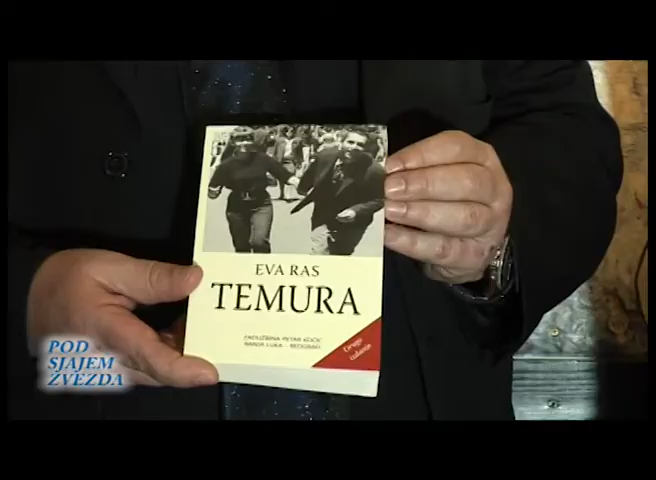 EVA RAS
TEMURA
ZADUŽBINA PETAR KOČIĆ
BANJA LUKA – BEOGRAD
Drugo
izdanje
POD
SJAJEM
ZVEZDA